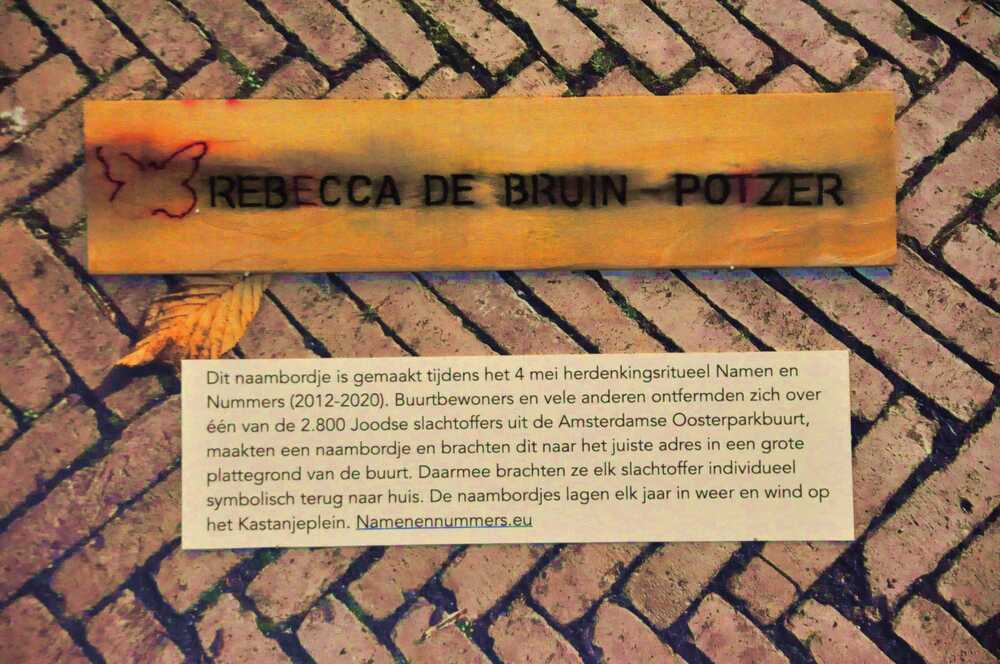 REBECCA DE BRUIN - POTZER
Dit naambordje is gemaakt tijdens het 4 mei herdenkingsritueel Namen en
Nummers (2012-2020). Buurtbewoners en vele anderen ontfermden zich over
één van de 2.800 Joodse slachtoffers uit de Amsterdamse Oosterparkbuurt,
maakten een naambordje en brachten dit naar het juiste adres in een grote
plattegrond van de buurt. Daarmee brachten ze elk slachtoffer individueel
symbolisch terug naar huis. De naambordjes lagen elk jaar in weer en wind op
het Kastanjeplein. Namenennummers.eu